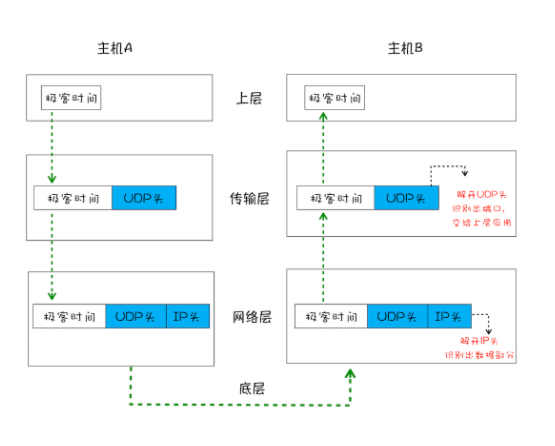 主机A
主机B
极客时间
上层
极客时间
极客时间
UDP头
传输层
极客时间
UDP头
解开UDP头
识别出端口,
交给上层应用
极客时间
UDP头
IP头
网络层
极客时间
UDP头
IP头
解开IP头
识别出数据部分
底层